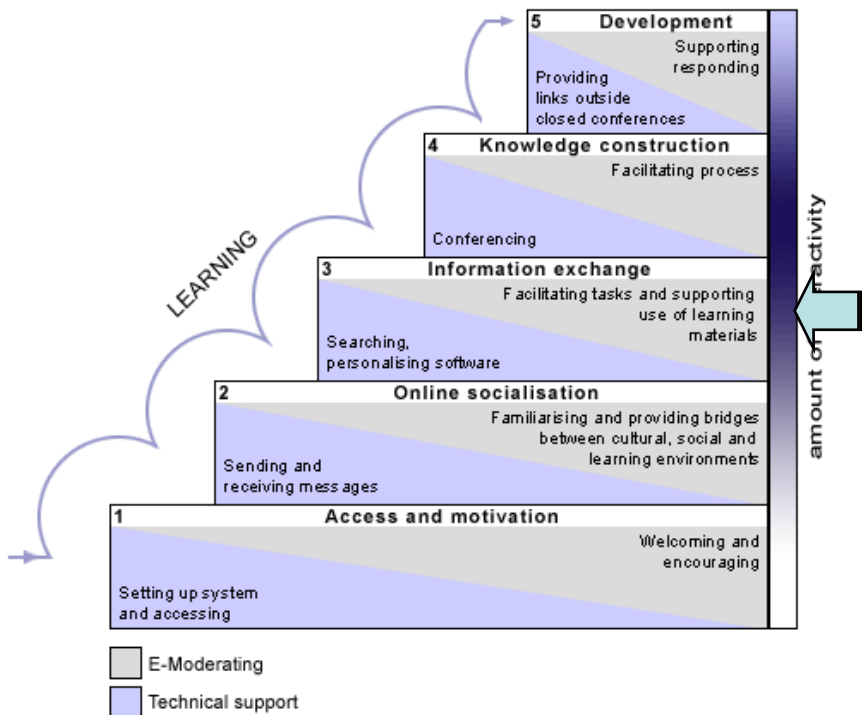 5 Development
Supporting
responding
Providing
links outside
closed conferences
4 Knowledge construction
Facilitating process
Conferencing
LEARNING
3 Information exchange
Facilitating tasks and supporting
use of learning
materials
Searching,
personalising software
2 Online socialisation
Familiarising and providing bridges
between cultural, social and
learning environments
Sending and
receiving messages
1 Access and motivation
Welcoming and
encouraging
Setting up system
and accessing
amount of
E-Moderating
Technical support